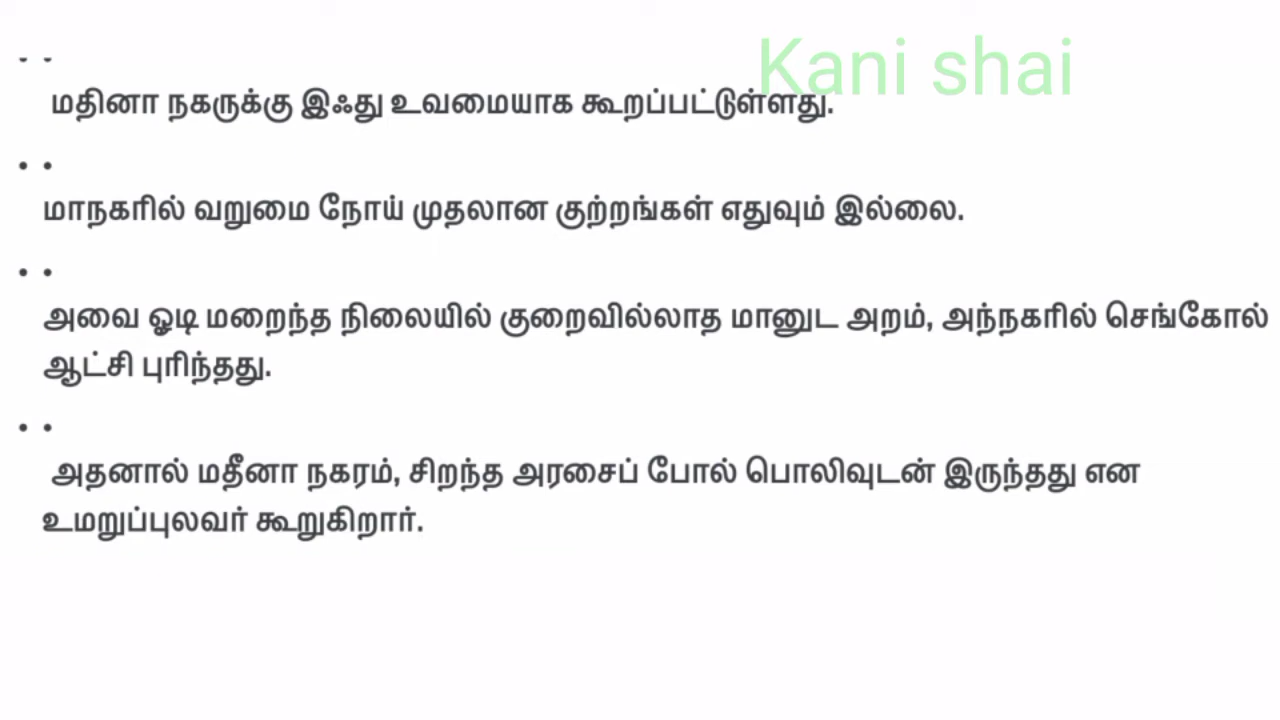 Kani shai
மதினா நகருக்கு இஃது உவமையாக கூறப்பட்டுள்ளது.
மாநகரில் வறுமை நோய் முதலான குற்றங்கள் எதுவும் இல்லை.
அவை ஓடி மறைந்த நிலையில் குறைவில்லாத மானுட அறம், அந்நகரில் செங்கோல்
ஆட்சி புரிந்தது.
அதனால் மதீனா நகரம், சிறந்த அரசைப் போல் பொலிவுடன் இருந்தது என
உமறுப்புலவர் கூறுகிறார்.